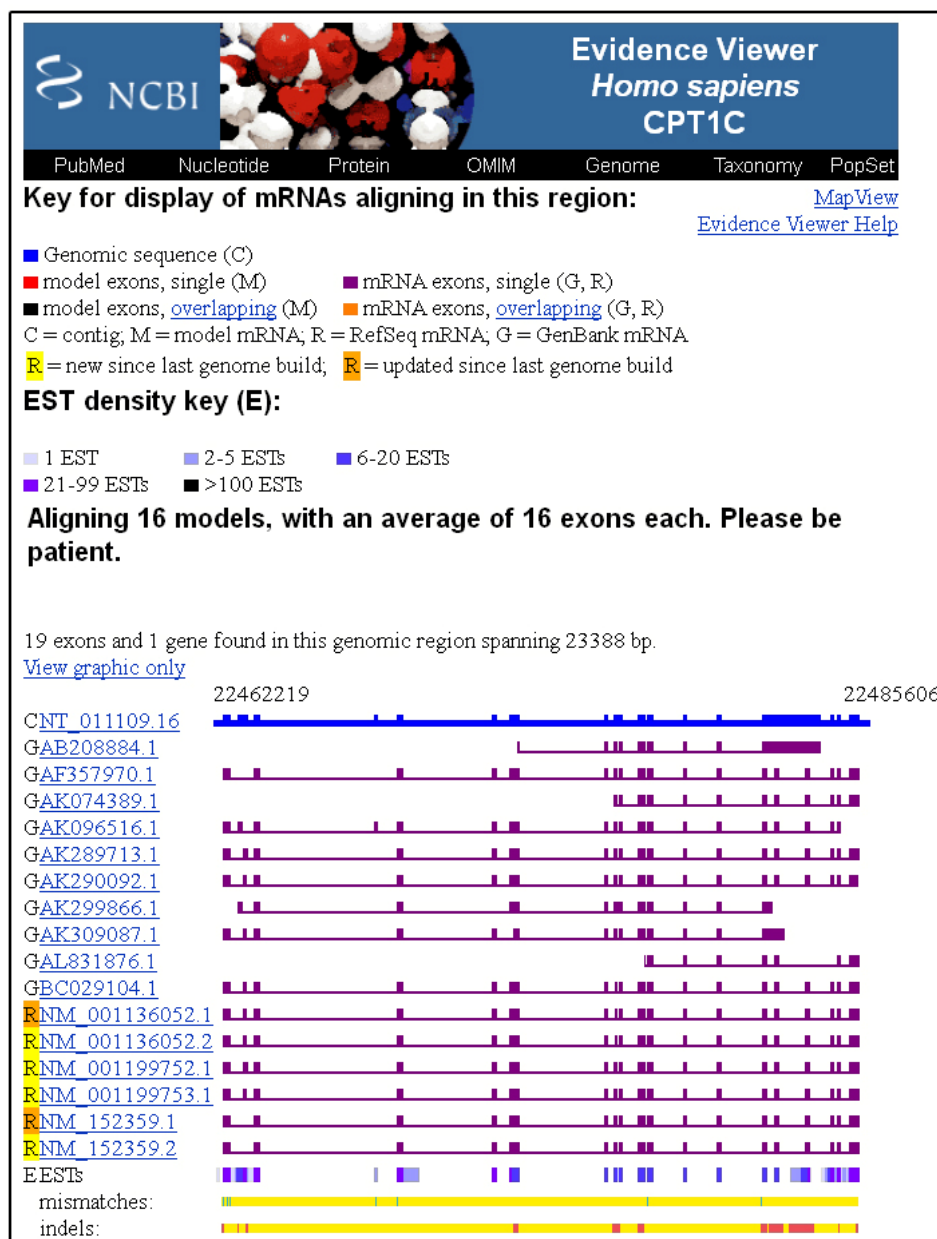 NCBI
Evidence Viewer
Homo sapiens
CPT1C
PubMed Nucleotide Protein OMIM Genome Taxonomy PopSet
Key for display of mRNAs aligning in this region:
MapView
Evidence Viewer Help
Genomic sequence (C)
model exons, single (M) mRNA exons, single (G, R)
model exons, overlapping (M) mRNA exons, overlapping (G, R)
C = contig; M = model mRNA; R = RefSeq mRNA; G = GenBank mRNA
R = new since last genome build; R = updated since last genome build
EST density key (E):
1 EST 2-5 ESTs 6-20 ESTs
21-99 ESTs >100 ESTs
Aligning 16 models, with an average of 16 exons each. Please be
patient.
19 exons and 1 gene found in this genomic region spanning 23388 bp.
View graphic only
22462219 22485606
CNT_011109.16
GAB208884.1
GAF357970.1
GAK074389.1
GAK096516.1
GAK289713.1
GAK290092.1
GAK299866.1
GAK309087.1
GAL831876.1
GBC029104.1
RNM_001136052.1
RNM_001136052.2
RNM_001199752.1
RNM_001199753.1
RNM_152359.1
RNM_152359.2
EESTs
mismatches:
indels: